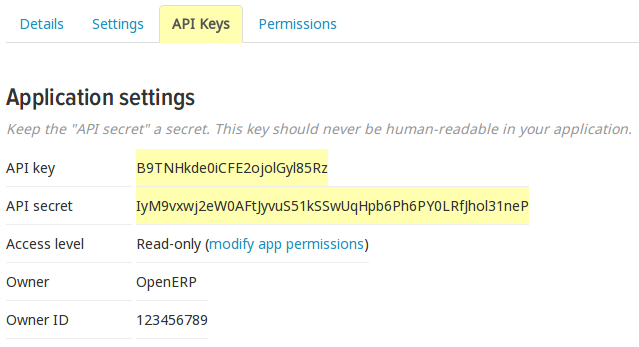 Details Settings API Keys Permissions
Application settings
Keep the "API secret" a secret. This key should never be human-readable in your application.
API key B9TNHkde0iCFE2ojolGyl85Rz
API secret IyM9vxwj2eW0AFtJyvuS51kSSwUqHpb6Ph6PY0LRfJhol31neP
Access level Read-only (modify app permissions)
Owner OpenERP
Owner ID 123456789